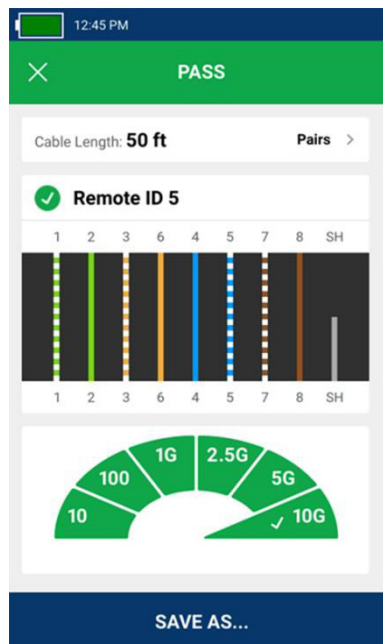 12:45 PM
PASS
Cable Length: 50 ft Pairs >
Remote ID 5
1 2 3 6 4 5 7 8 SH
1 2 3 6 4 5 7 8 SH
10
100
1G
2.5G
5G
10G
SAVE AS...